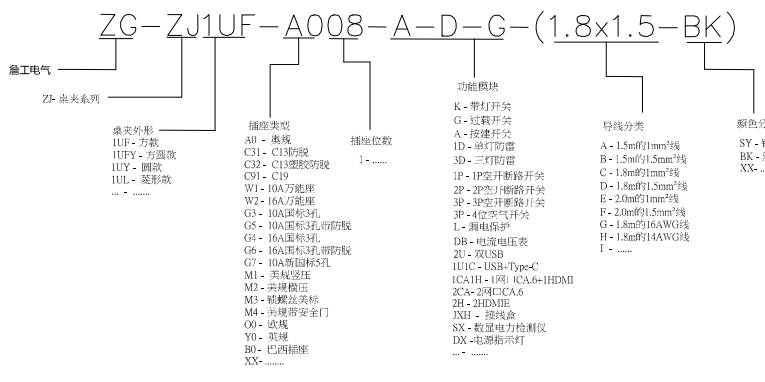 ZG-ZJ1UF-A008-A-D-G-(1.8x1.5-BK)
詹工电气
ZJ- 桌夹系列
桌夹外形
1UF - 方款
1UFY - 方圆款
1UY - 圆款
1UL - 菱形款
... - .......
插座类型
A0 - 奥规
C31 - C13防脱
C32 - C13塑胶防脱
C91 - C19
W1 - 10A万能座
W2 - 16A万能座
G3 - 10A国标3孔
G5 - 10A国标3孔带防脱
G4 - 16A国标3孔
G6 - 16A国标3孔带防脱
G7 - 10A新国标5孔
M1 - 美规竖压
M2 - 美规横压
M3 - 锁螺丝美标
M4 - 美规带安全门
O0 - 欧规
Y0 - 英规
B0 - 巴西插座
XX- ........
插座位数
1 - ......
功能模块
K - 带灯开关
G - 过载开关
A - 按建开关
1D - 单灯防雷
3D - 三灯防雷
1P - 1P空开断路开关
2P - 2P空开断路开关
3P - 3P空开断路开关
3P - 4位空气开关
L - 漏电保护
DB - 电流电压表
2U - 双USB
1U1C - USB+Type-C
1CA1H - 1网口CA.6+1HDMI
2CA - 2网口CA.6
2H - 2HDMIE
JXH - 接线盒
SX - 数显电力检测仪
DX - 电源指示灯
... - .......
导线分类
A - 1.5m的1mm²线
B - 1.5m的1.5mm²线
C - 1.8m的1mm²线
D - 1.8m的1.5mm²线
E - 2.0m的1mm²线
F - 2.0m的1.5mm²线
G - 1.8m的16AWG线
H - 1.8m的14AWG线
I - ......
颜色分
SY -
BK -
XX- ..